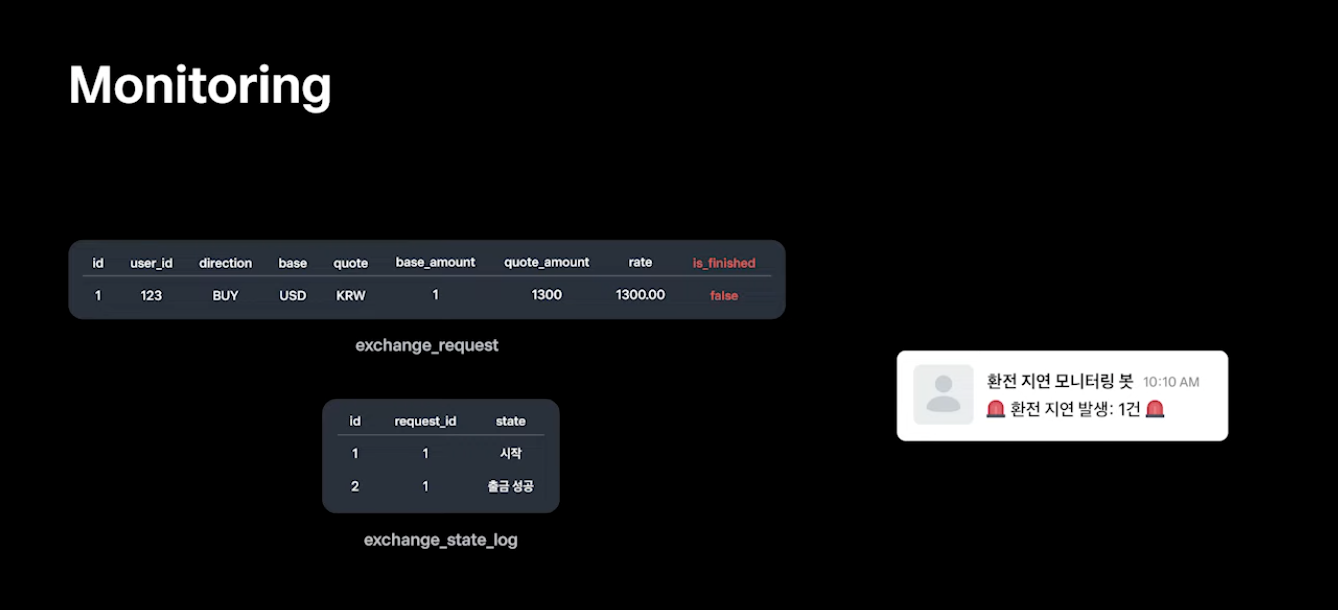 Monitoring
id user_id direction base quote base_amount quote_amount rate is_finished
1 123 BUY USD KRW 1 1300 1300.00 false
exchange_request
id request_id state
1 1 시작
2 1 출금 성공
exchange_state_log
환전 지연 모니터링 봇 10:10 AM
🚨 환전 지연 발생: 1건 🚨